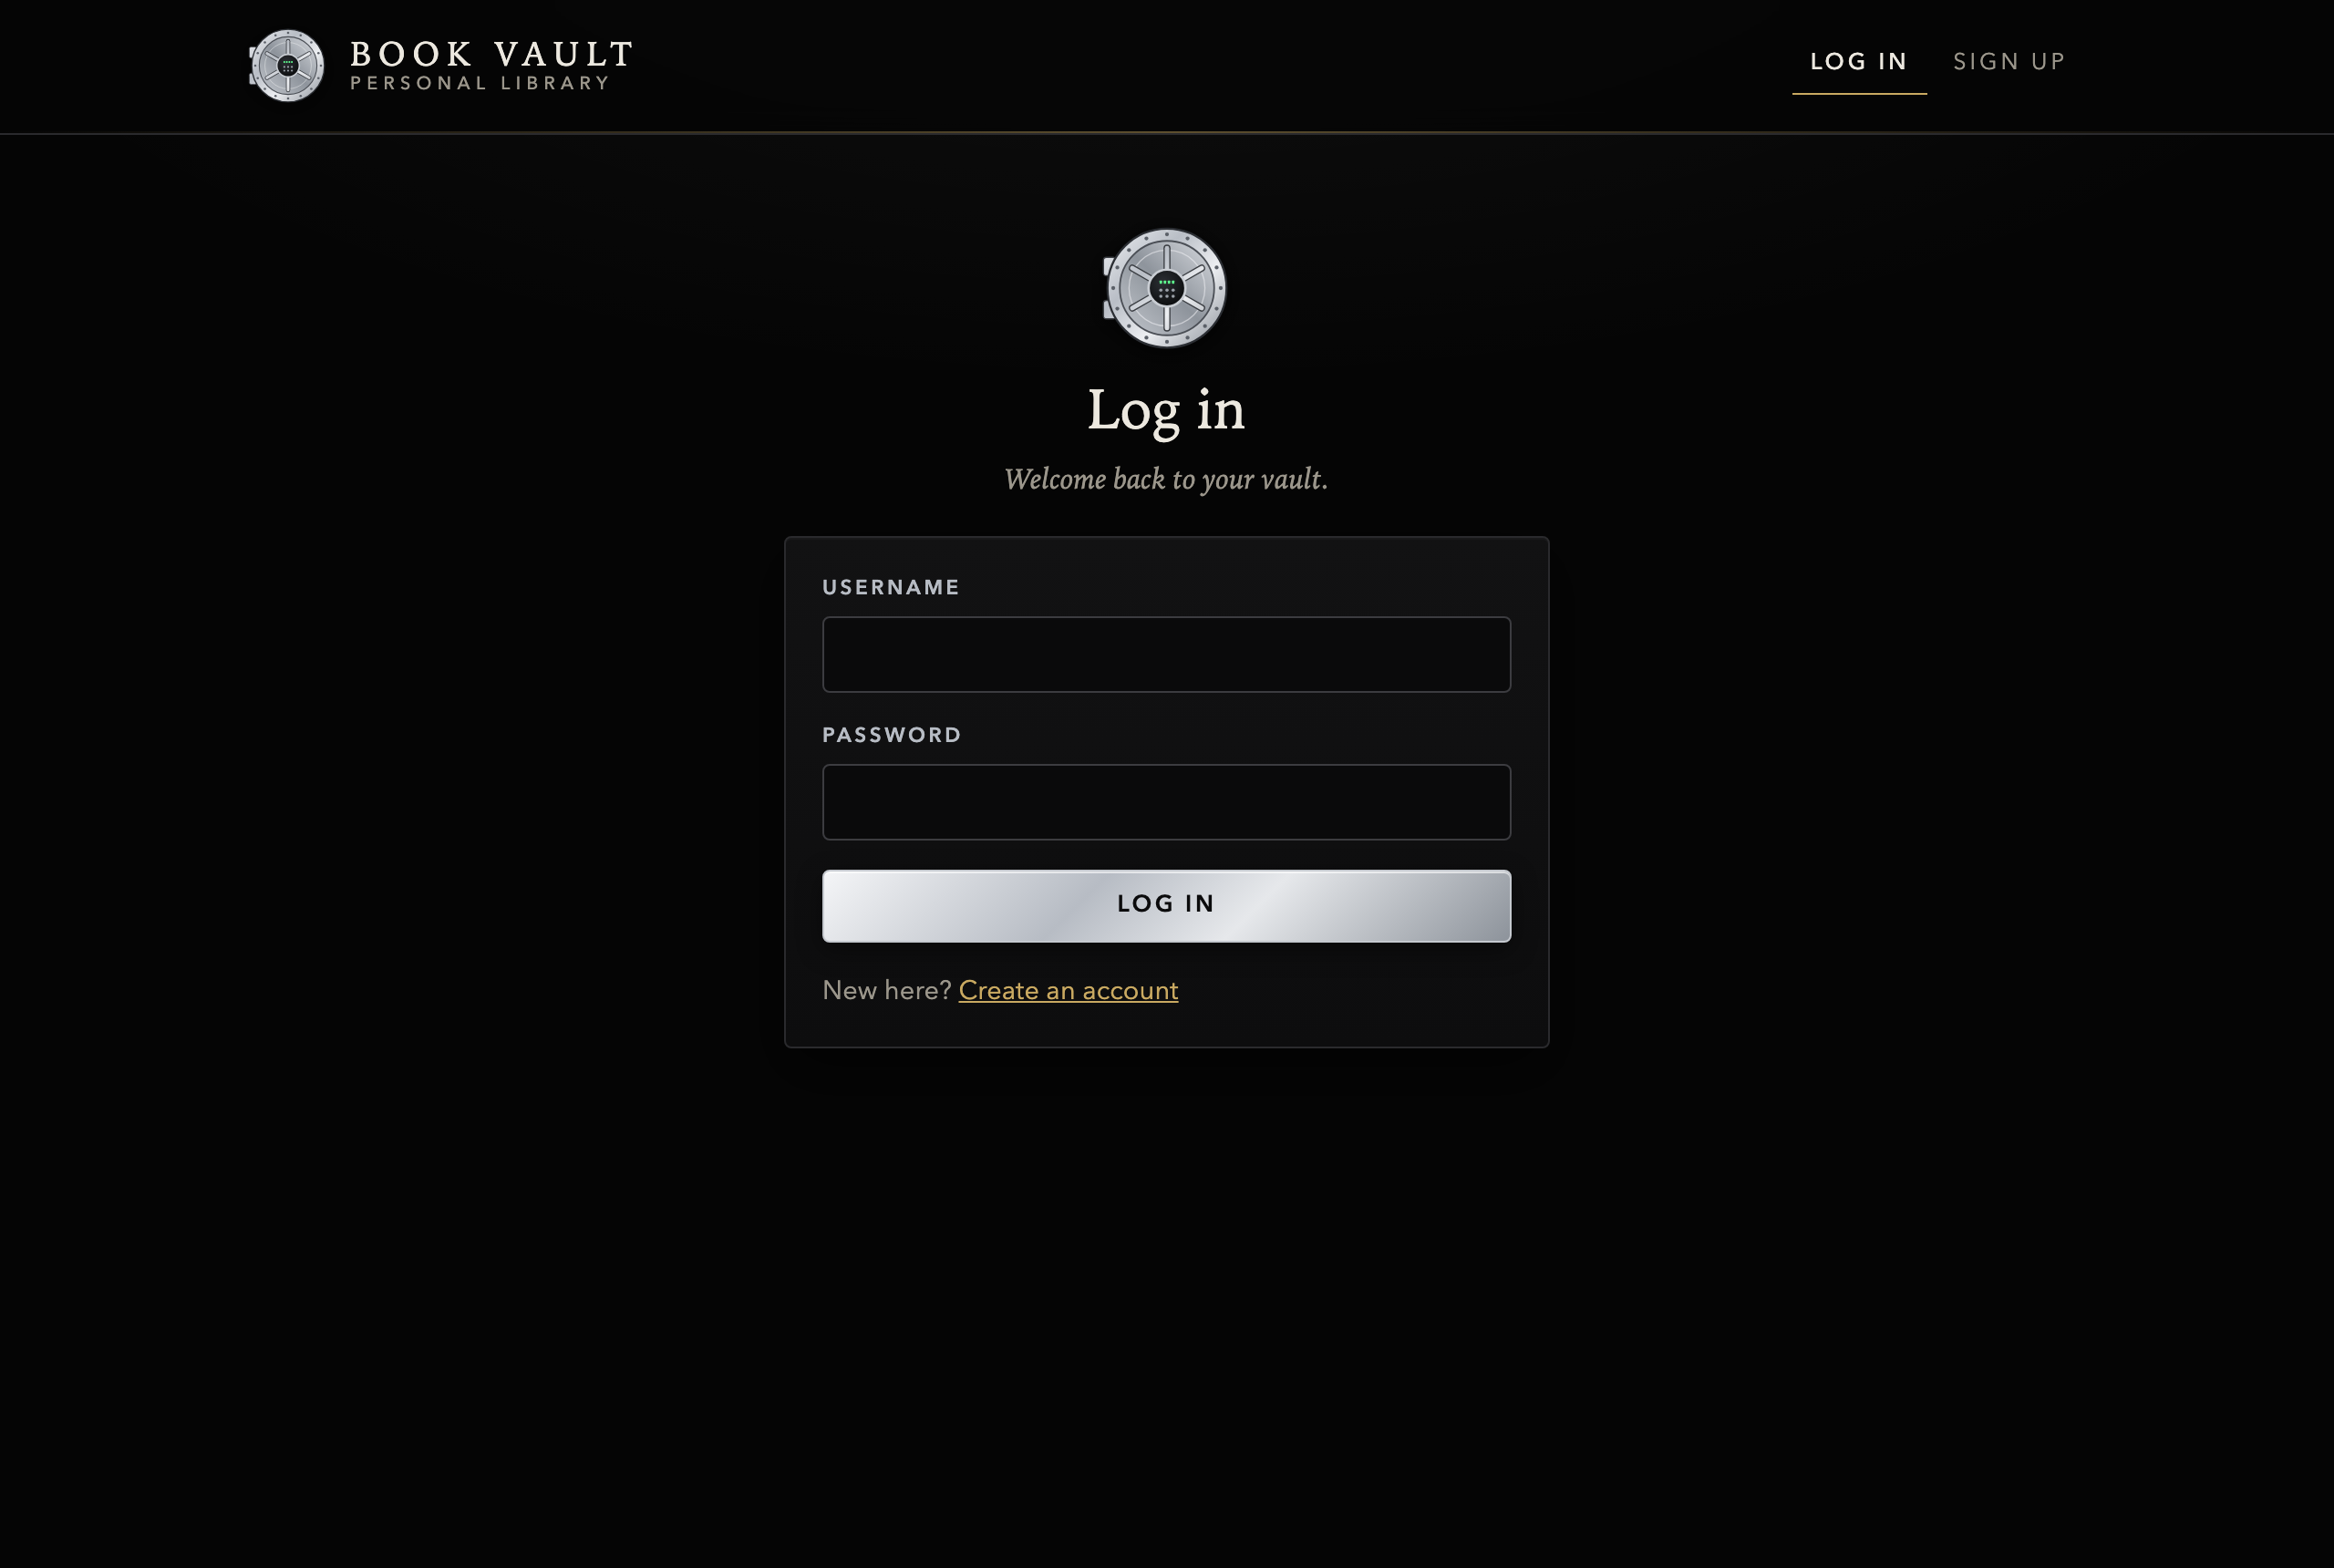 BOOK VAULT
PERSONAL LIBRARY
LOG IN
SIGN UP
Log in
Welcome back to your vault.
USERNAME
PASSWORD
LOG IN
New here? Create an account